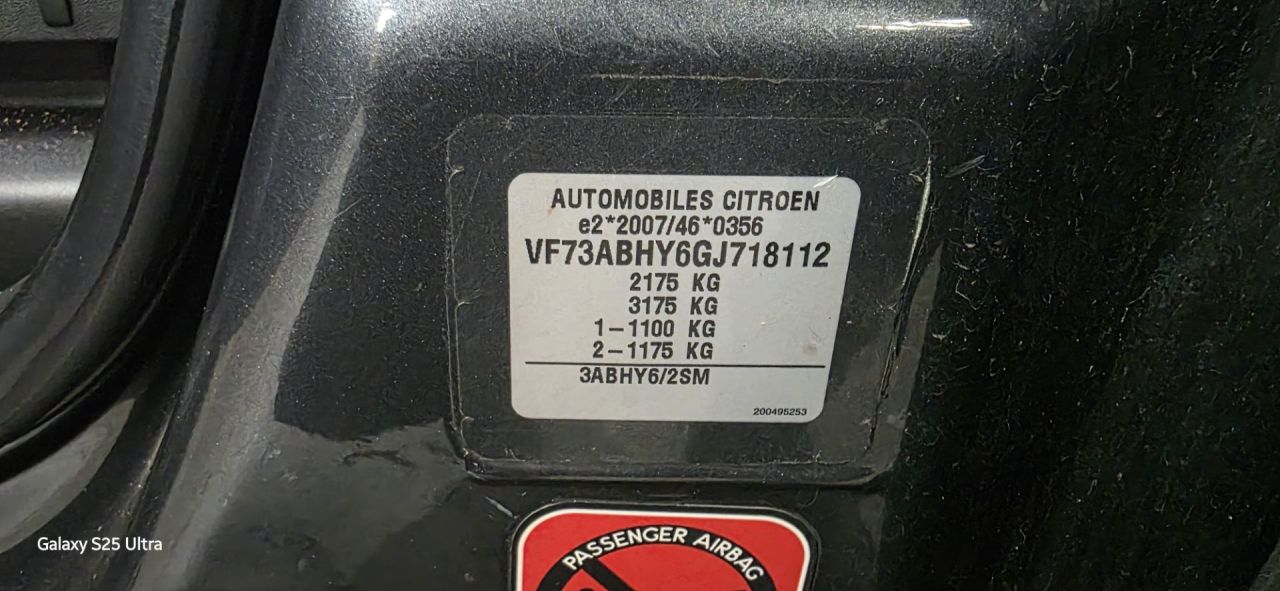 AUTOMOBILES CITROEN
e2*2007/46*0356
VF73ABHY6GJ718112
2175 KG
3175 KG
1-1100 KG
2-1175 KG
3ABHY6/2SM
200495253
PASSENGER AIRBAG
Galaxy S25 Ultra